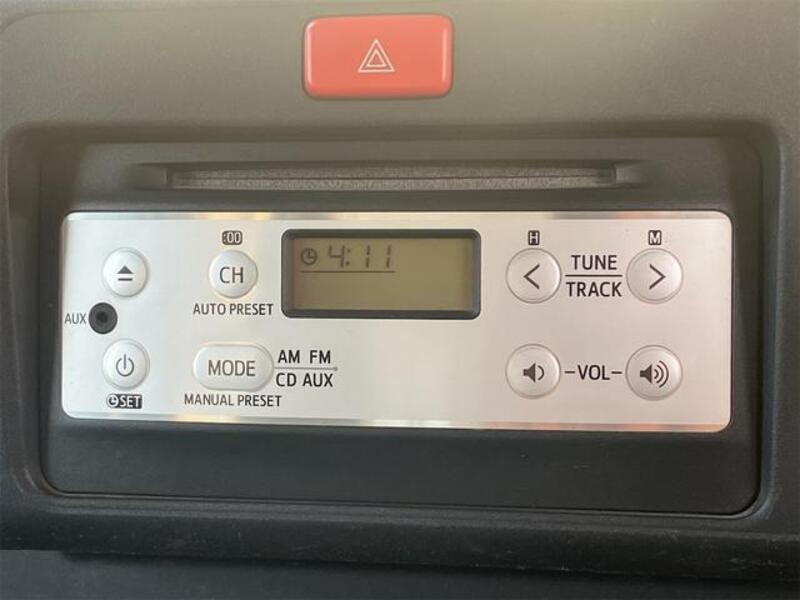 :00
H
M
4:11
CH
TUNE
TRACK
AUTO PRESET
AUX
MODE
AM FM
CD AUX
-VOL-
SET
MANUAL PRESET